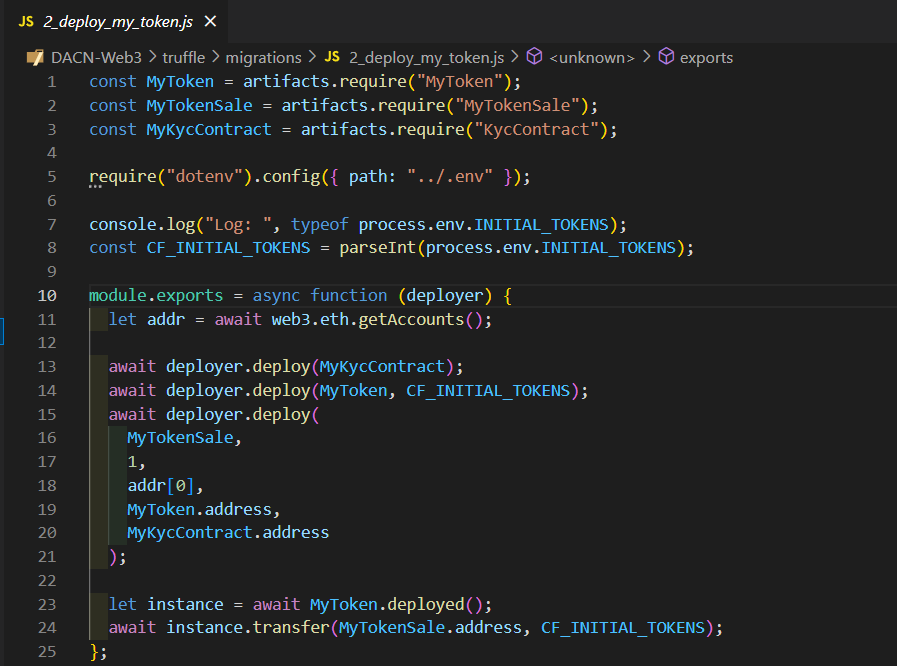 JS 2_deploy_my_token.js ×
DACN-Web3 > truffle > migrations > JS 2_deploy_my_token.js > <unknown> > exports
1 const MyToken = artifacts.require("MyToken");
2 const MyTokenSale = artifacts.require("MyTokenSale");
3 const MyKycContract = artifacts.require("KycContract");
4
5 require("dotenv").config({ path: "../.env" });
6
7 console.log("Log: ", typeof process.env.INITIAL_TOKENS);
8 const CF_INITIAL_TOKENS = parseInt(process.env.INITIAL_TOKENS);
9
10 module.exports = async function (deployer) {
11   let addr = await web3.eth.getAccounts();
12
13   await deployer.deploy(MyKycContract);
14   await deployer.deploy(MyToken, CF_INITIAL_TOKENS);
15   await deployer.deploy(
16     MyTokenSale,
17     1,
18     addr[0],
19     MyToken.address,
20     MyKycContract.address
21   );
22
23   let instance = await MyToken.deployed();
24   await instance.transfer(MyTokenSale.address, CF_INITIAL_TOKENS);
25 };